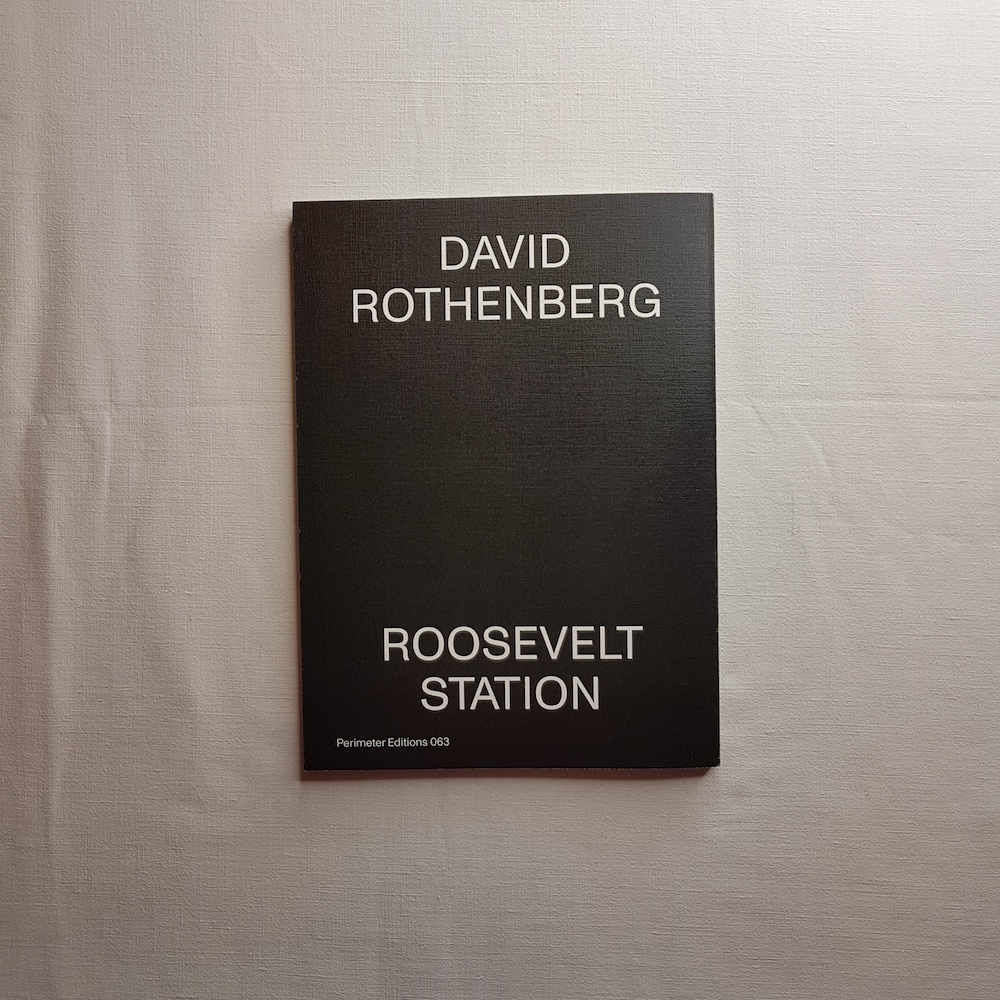 DAVID
ROTHENBERG
ROOSEVELT
STATION
Perimeter Editions 063